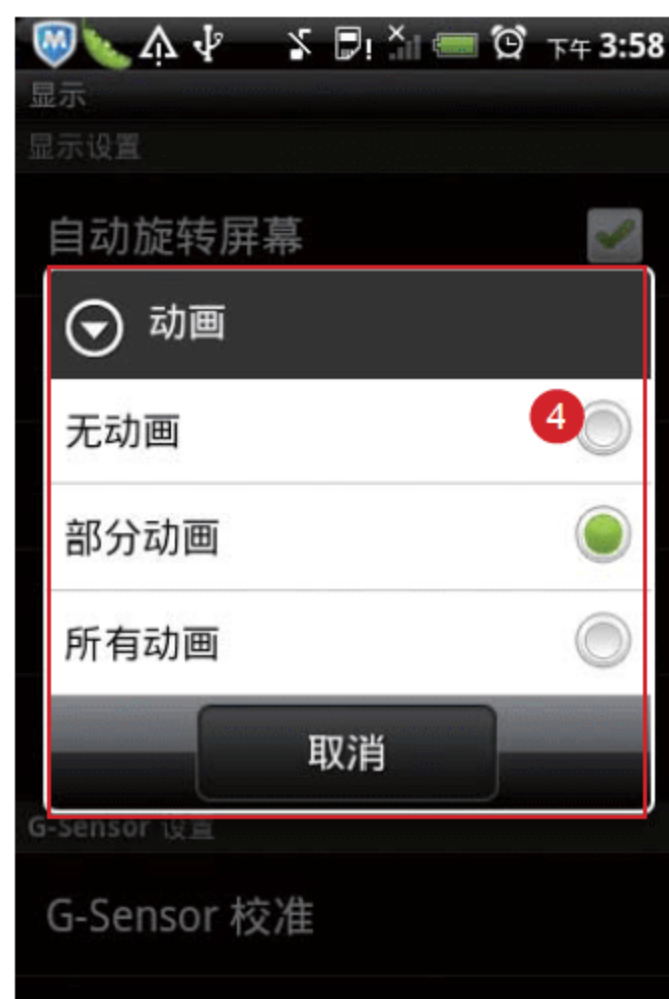 下午 3:58
显示
显示设置
自动旋转屏幕
动画
无动画 4
部分动画
所有动画
取消
G-Sensor 设置
G-Sensor 校准